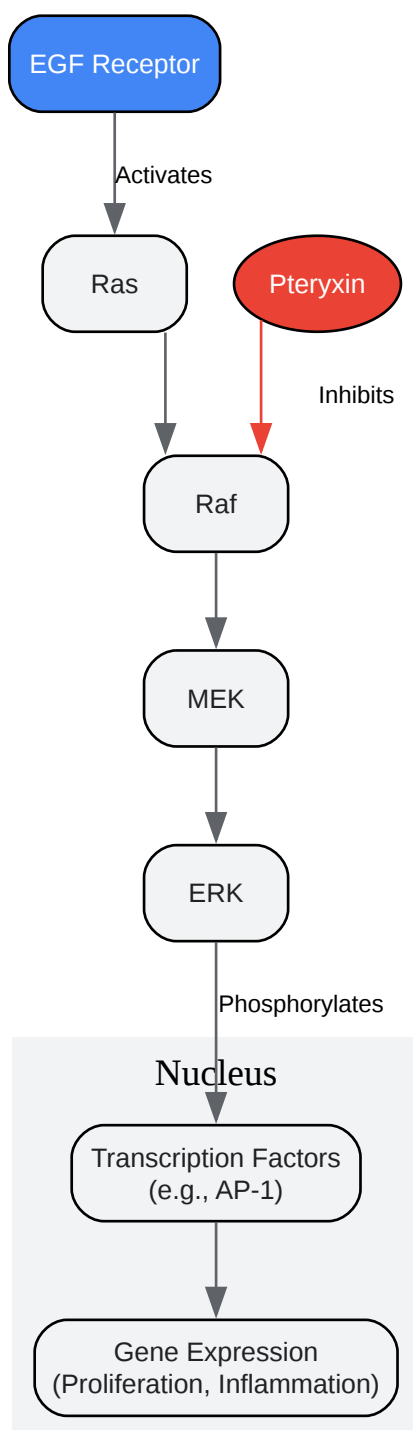 EGF Receptor
Activates
Ras
Pteryxin
Inhibits
Raf
MEK
ERK
Phosphorylates
Nucleus
Transcription Factors
(e.g., AP-1)
Gene Expression
(Proliferation, Inflammation)